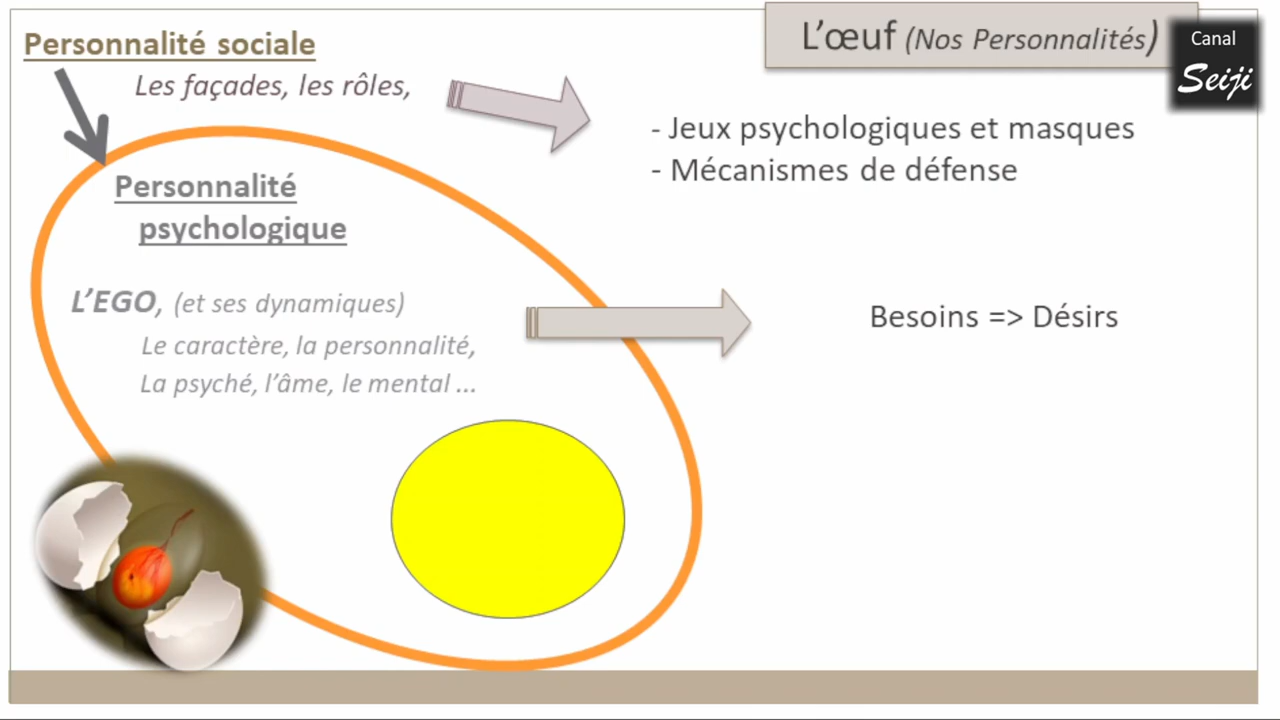 L’œuf (Nos Personnalités)
Canal
Seiji
Personnalité sociale
Les façades, les rôles,
- Jeux psychologiques et masques
- Mécanismes de défense
Personnalité
psychologique
L’EGO, (et ses dynamiques)
Le caractère, la personnalité,
La psyché, l’âme, le mental ...
Besoins => Désirs